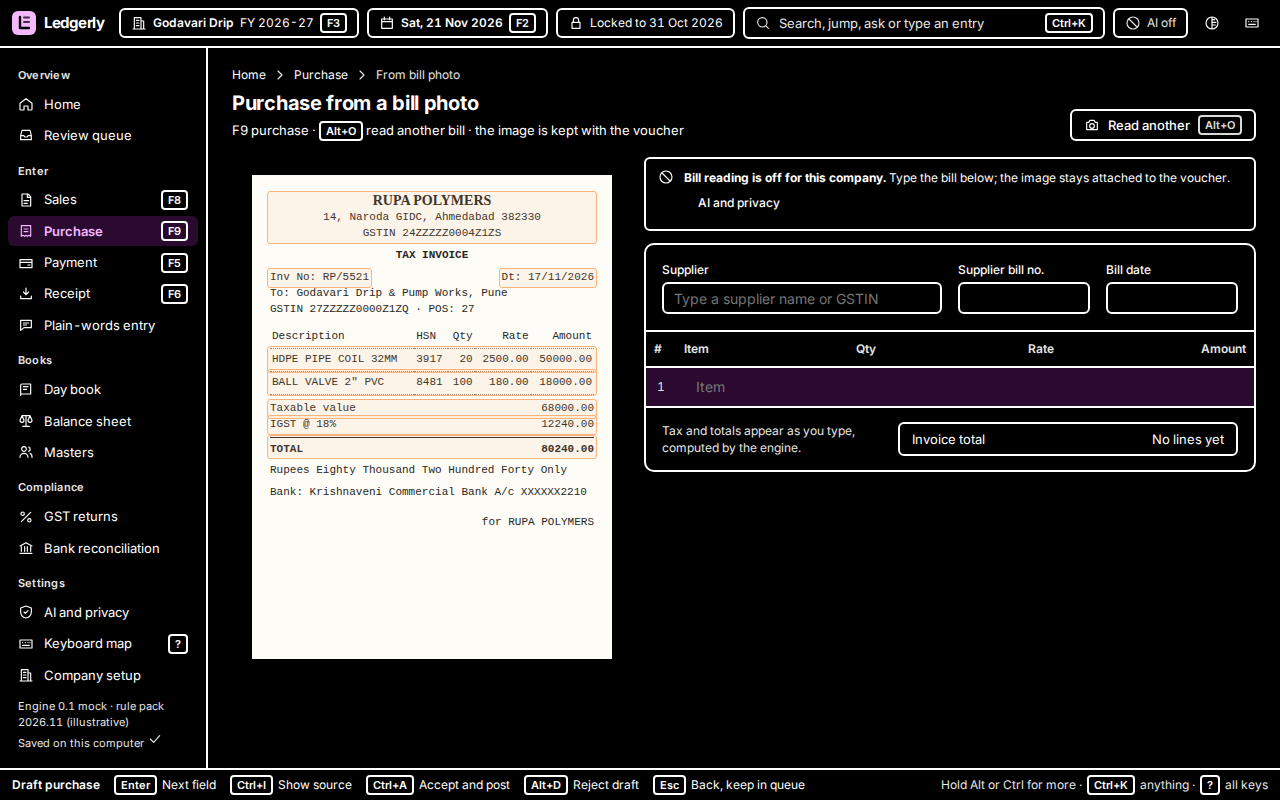 Ledgerly
Godavari Drip FY 2026-27 F3
Sat, 21 Nov 2026 F2
Locked to 31 Oct 2026
Search, jump, ask or type an entry Ctrl+K
AI off
Overview
Home
Review queue
Enter
Sales F8
Purchase F9
Payment F5
Receipt F6
Plain-words entry
Books
Day book
Balance sheet
Masters
Compliance
GST returns
Bank reconciliation
Settings
AI and privacy
Keyboard map ?
Company setup
Engine 0.1 mock · rule pack
2026.11 (illustrative)
Saved on this computer
Home > Purchase > From bill photo
Purchase from a bill photo
F9 purchase · Alt+O read another bill · the image is kept with the voucher
Read another Alt+O
RUPA POLYMERS
14, Naroda GIDC, Ahmedabad 382330
GSTIN 24ZZZZZ0004Z1ZS
TAX INVOICE
Inv No: RP/5521 Dt: 17/11/2026
To: Godavari Drip & Pump Works, Pune
GSTIN 27ZZZZZ0000Z1ZQ · POS: 27
Description HSN Qty Rate Amount
HDPE PIPE COIL 32MM 3917 20 2500.00 50000.00
BALL VALVE 2" PVC 8481 100 180.00 18000.00
Taxable value 68000.00
IGST @ 18% 12240.00
TOTAL 80240.00
Rupees Eighty Thousand Two Hundred Forty Only
Bank: Krishnaveni Commercial Bank A/c XXXXXX2210
for RUPA POLYMERS
Bill reading is off for this company. Type the bill below; the image stays attached to the voucher.
AI and privacy
Supplier Supplier bill no. Bill date
Type a supplier name or GSTIN
# Item Qty Rate Amount
1 Item
Tax and totals appear as you type,
computed by the engine.
Invoice total No lines yet
Draft purchase Enter Next field Ctrl+I Show source Ctrl+A Accept and post Alt+D Reject draft Esc Back, keep in queue Hold Alt or Ctrl for more · Ctrl+K anything · ? all keys